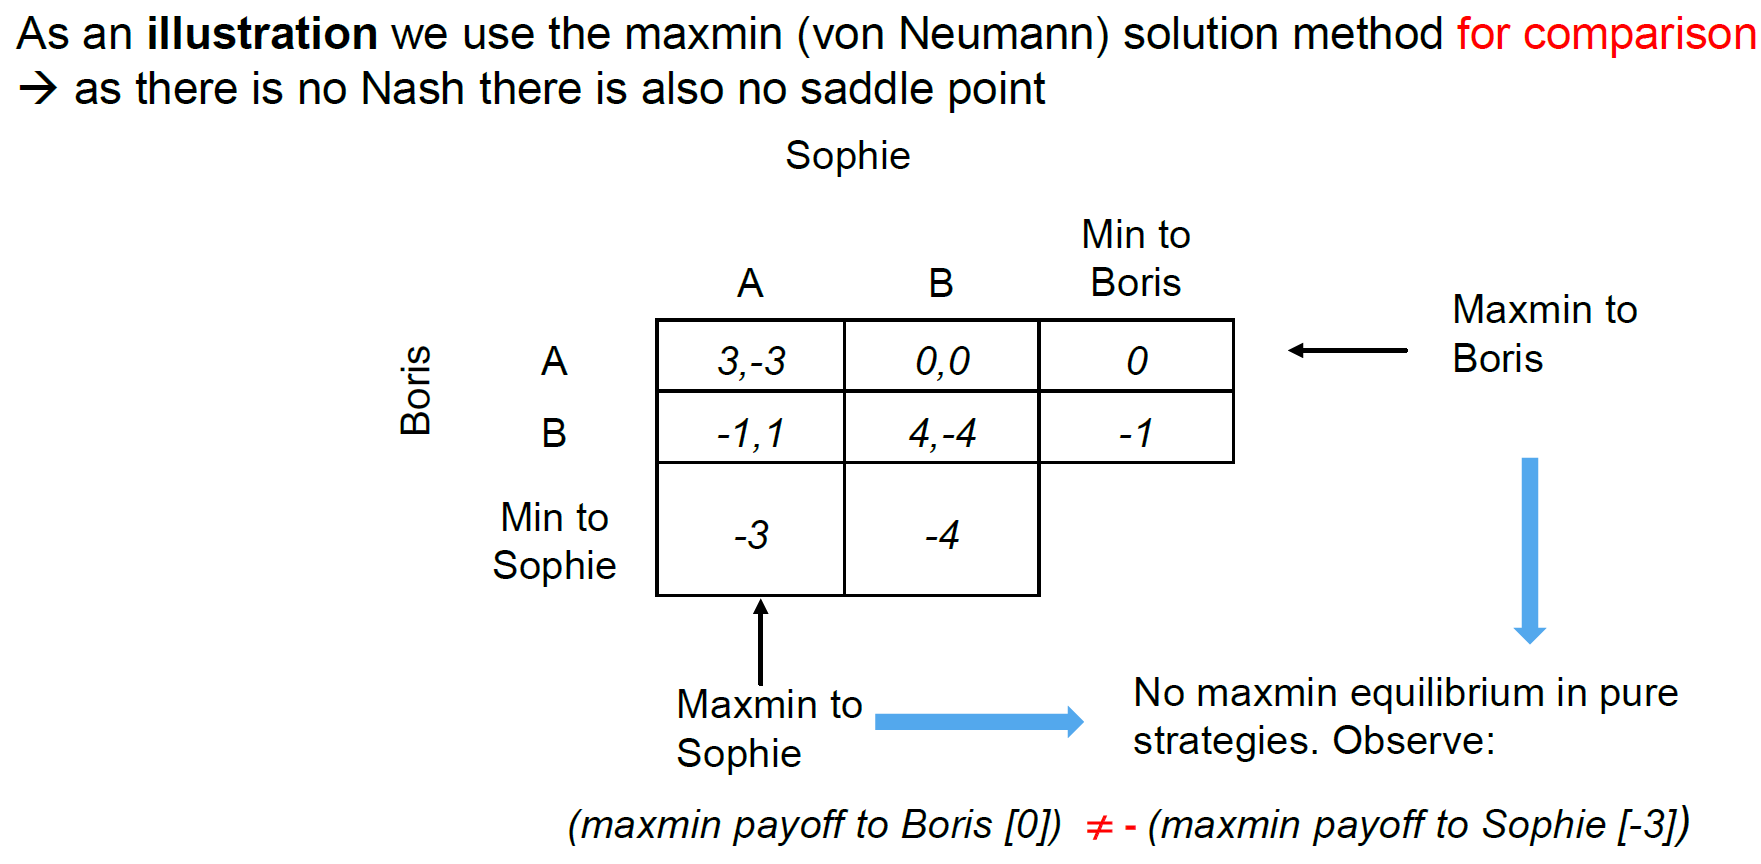 As an illustration we use the maxmin (von Neumann) solution method for comparison
→ as there is no Nash there is also no saddle point
Sophie
Min to
Boris
A B
Maxmin to
Boris
Boris
A 3,-3 0,0 0
B -1,1 4,-4 -1
Min to
Sophie
-3 -4
Maxmin to
Sophie
No maxmin equilibrium in pure
strategies. Observe:
(maxmin payoff to Boris [0]) ≠ - (maxmin payoff to Sophie [-3])